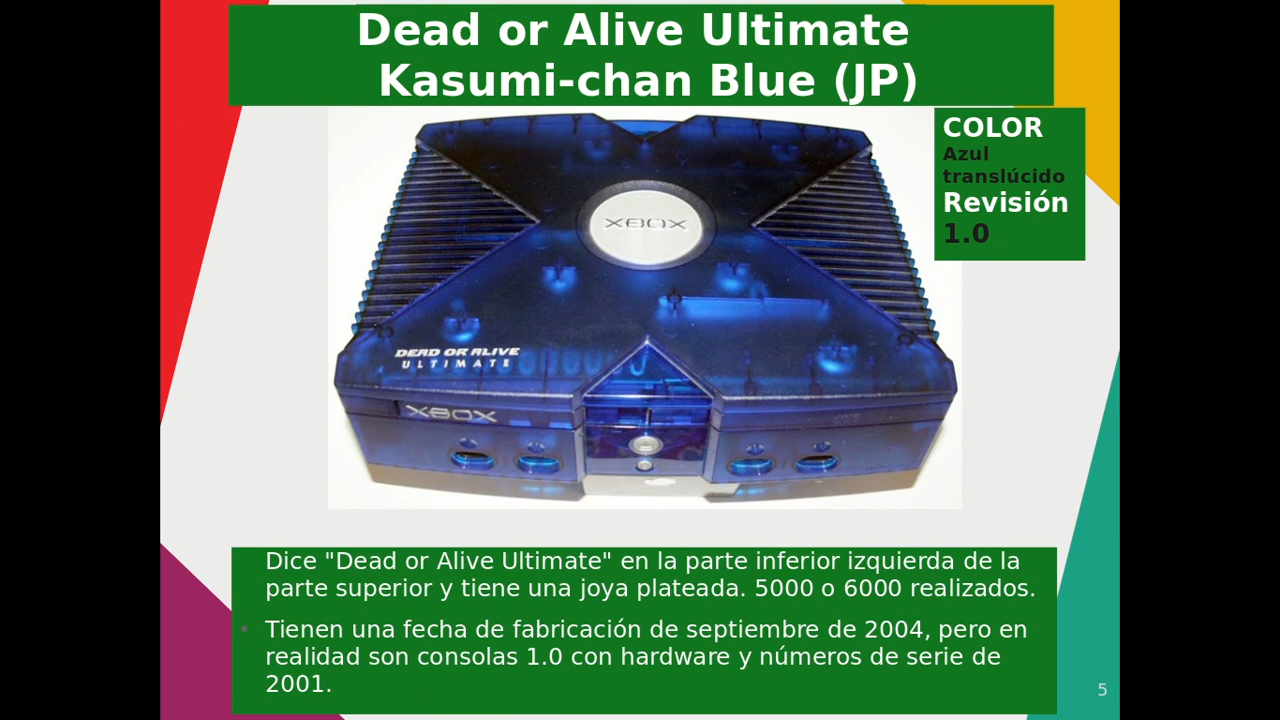 Dead or Alive Ultimate
Kasumi-chan Blue (JP)
COLOR
Azul
translúcido
Revisión
1.0
XBOX
DEAD OR ALIVE
ULTIMATE
XBOX
Dice "Dead or Alive Ultimate" en la parte inferior izquierda de la
parte superior y tiene una joya plateada. 5000 o 6000 realizados.
• Tienen una fecha de fabricación de septiembre de 2004, pero en
realidad son consolas 1.0 con hardware y números de serie de
2001.
5